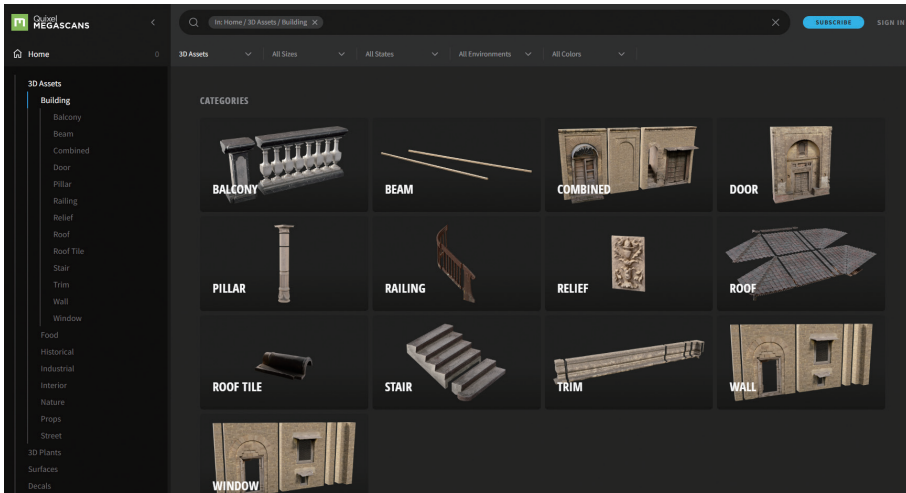 Quixel
MEGASCANS
In: Home / 3D Assets / Building
SUBSCRIBE
SIGN IN
Home
0
3D Assets
All Sizes
All States
All Environments
All Colors
3D Assets
Building
Balcony
Beam
Combined
Door
Pillar
Railing
Relief
Roof
Roof Tile
Stair
Trim
Wall
Window
Food
Historical
Industrial
Interior
Nature
Props
Street
3D Plants
Surfaces
Decals
CATEGORIES
BALCONY
BEAM
COMBINED
DOOR
PILLAR
RAILING
RELIEF
ROOF
ROOF TILE
STAIR
TRIM
WALL
WINDOW